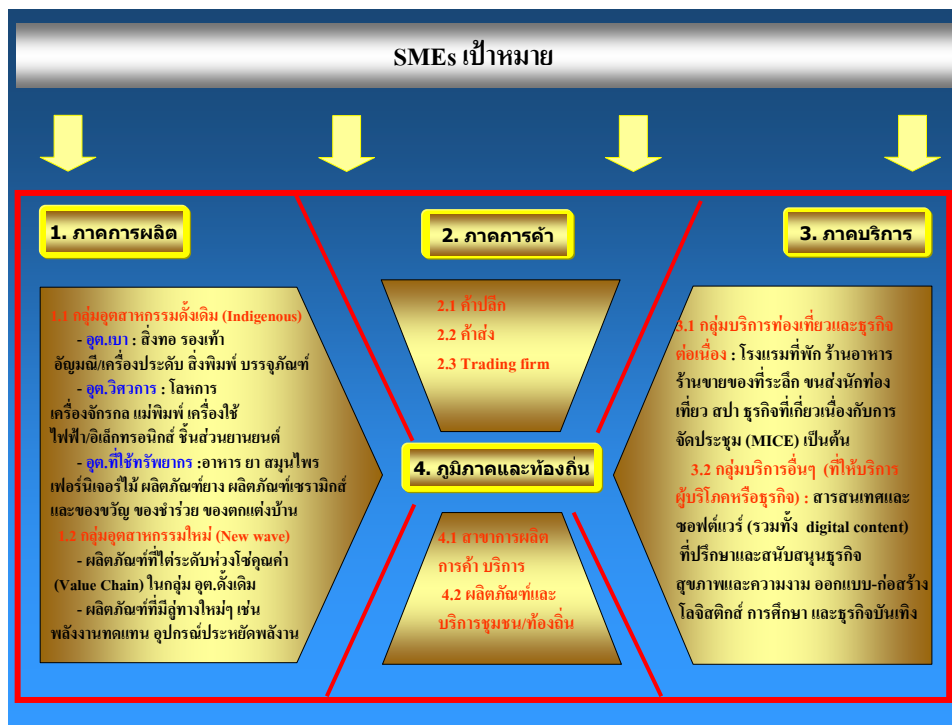 SMEs เป้าหมาย
1. ภาคการผลิต
1.1 กลุ่มอุตสาหกรรมดั้งเดิม (Indigenous)
- อุต.เบา : สิ่งทอ รองเท้า
อัญมณี/เครื่องประดับ สิ่งพิมพ์ บรรจุภัณฑ์
- อุต.วิศวการ : โลหการ
เครื่องจักรกล แม่พิมพ์ เครื่องใช้
ไฟฟ้า/อิเล็กทรอนิกส์ ชิ้นส่วนยานยนต์
- อุต.ที่ใช้ทรัพยากร :อาหาร ยา สมุนไพร
เฟอร์นิเจอร์ไม้ ผลิตภัณฑ์ยาง ผลิตภัณฑ์เซรามิกส์
และของขวัญ ของชำร่วย ของตกแต่งบ้าน
1.2 กลุ่มอุตสาหกรรมใหม่ (New wave)
- ผลิตภัณฑ์ที่ไต่ระดับห่วงโซ่คุณค่า
(Value Chain) ในกลุ่ม อุต.ดั้งเดิม
- ผลิตภัณฑ์ที่มีลู่ทางใหม่ๆ เช่น
พลังงานทดแทน อุปกรณ์ประหยัดพลังาน
2. ภาคการค้า
2.1 ค้าปลีก
2.2 ค้าส่ง
2.3 Trading firm
3. ภาคบริการ
3.1 กลุ่มบริการท่องเที่ยวและธุรกิจ
ต่อเนื่อง : โรงแรมที่พัก ร้านอาหาร
ร้านขายของที่ระลึก ขนส่งนักท่อง
เที่ยว สปา ธุรกิจที่เกี่ยวเนื่องกับการ
จัดประชุม (MICE) เป็นต้น
3.2 กลุ่มบริการอื่นๆ (ที่ให้บริการ
ผู้บริโภคหรือธุรกิจ) : สารสนเทศและ
ซอฟต์แวร์ (รวมทั้ง digital content)
ที่ปรึกษาและสนับสนุนธุรกิจ
สุขภาพและความงาม ออกแบบ-ก่อสร้าง
โลจิสติกส์ การศึกษา และธุรกิจบันเทิง
4. ภูมิภาคและท้องถิ่น
4.1 สาขาการผลิต
การค้า บริการ
4.2 ผลิตภัณฑ์และ
บริการชุมชน/ท้องถิ่น